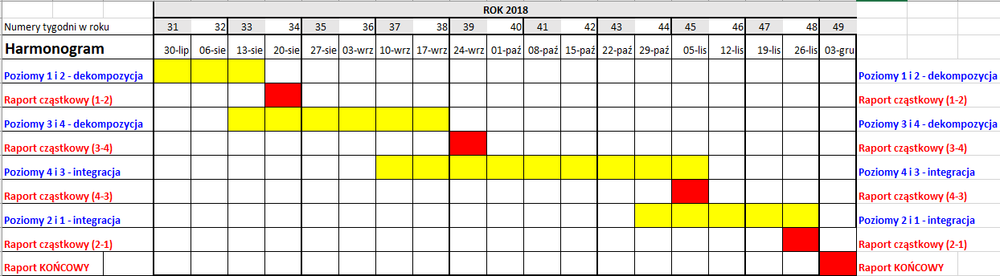 ROK 2018
Numery tygodni w roku 31 32 33 34 35 36 37 38 39 40 41 42 43 44 45 46 47 48 49
Harmonogram 30-lip 06-sie 13-sie 20-sie 27-sie 03-wrz 10-wrz 17-wrz 24-wrz 01-paź 08-paź 15-paź 22-paź 29-paź 05-lis 12-lis 19-lis 26-lis 03-gru
Poziomy 1 i 2 - dekompozycja Poziomy 1 i 2 - dekompozycja
Raport cząstkowy (1-2) Raport cząstkowy (1-2)
Poziomy 3 i 4 - dekompozycja Poziomy 3 i 4 - dekompozycja
Raport cząstkowy (3-4) Raport cząstkowy (3-4)
Poziomy 4 i 3 - integracja Poziomy 4 i 3 - integracja
Raport cząstkowy (4-3) Raport cząstkowy (4-3)
Poziomy 2 i 1 - integracja Poziomy 2 i 1 - integracja
Raport cząstkowy (2-1) Raport cząstkowy (2-1)
Raport KOŃCOWY Raport KOŃCOWY